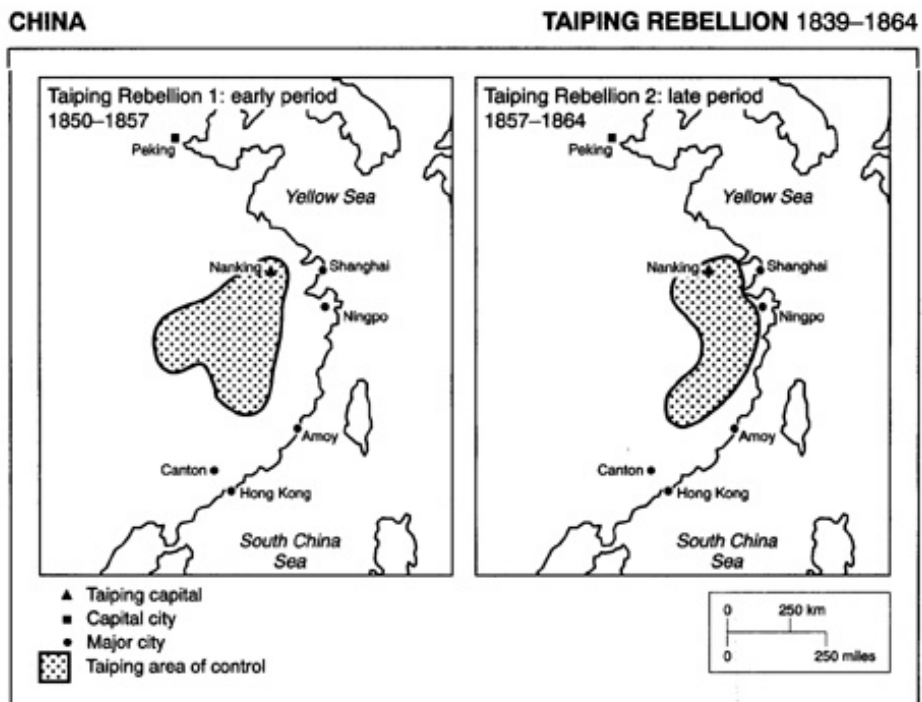 CHINA
TAIPING REBELLION 1839–1864
Taiping Rebellion 1: early period
1850–1857
Peking
Yellow Sea
Nanking
Shanghai
Ningpo
Amoy
Canton
Hong Kong
South China
Sea
Taiping Rebellion 2: late period
1857–1864
Peking
Yellow Sea
Nanking
Shanghai
Ningpo
Amoy
Canton
Hong Kong
South China
Sea
Taiping capital
Capital city
Major city
Taiping area of control
0 250 km
0 250 miles